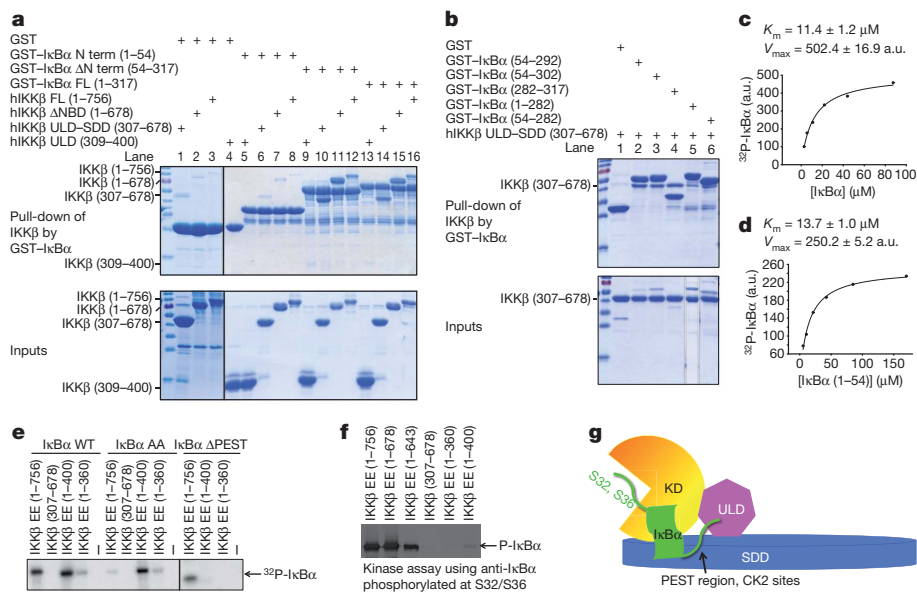 a
GST + + + +
GST–IκBα N term (1–54) + + + +
GST–IκBα ΔN term (54–317) + + + +
GST–IκBα FL (1–317) + + + +
hIKKβ FL (1–756) + + + +
hIKKβ ΔNBD (1–678) + + + +
hIKKβ ULD–SDD (307–678) + + + +
hIKKβ ULD (309–400) + + + +
Lane 1 2 3 4 5 6 7 8 9 10 11 12 13 14 15 16
IKKβ (1–756)
IKKβ (1–678)
IKKβ (307–678)
Pull-down of
IKKβ by
GST–IκBα
IKKβ (309–400)
IKKβ (1–756)
IKKβ (1–678)
IKKβ (307–678)
Inputs
IKKβ (309–400)
b
GST +
GST–IκBα (54–292) +
GST–IκBα (54–302) +
GST–IκBα (282–317) +
GST–IκBα (1–282) +
GST–IκBα (54–282) +
hIKKβ ULD–SDD (307–678) + + + + + +
Lane 1 2 3 4 5 6
IKKβ (307–678)
Pull-down of
IKKβ by
GST–IκBα
IKKβ (307–678)
Inputs
c
Km = 11.4 ± 1.2 μM
Vmax = 502.4 ± 16.9 a.u.
32P-IκBα (a.u.)
500
400
300
200
100
0
0 20 40 60 80 100
[IκBα] (μM)
d
Km = 13.7 ± 1.0 μM
Vmax = 250.2 ± 5.2 a.u.
32P-IκBα (a.u.)
260
220
180
140
100
60
0 50 100 150
[IκBα (1–54)] (μM)
e
IκBα WT IκBα AA IκBα ΔPEST
IKKβ EE (1–756)
IKKβ (307–678)
IKKβ EE (1–400)
IKKβ EE (1–360)
–
IKKβ EE (1–756)
IKKβ (307–678)
IKKβ EE (1–400)
IKKβ EE (1–360)
–
IKKβ EE (1–756)
IKKβ EE (1–400)
IKKβ EE (1–360)
–
32P-IκBα
f
IKKβ EE (1–756)
IKKβ EE (1–678)
IKKβ EE (1–643)
IKKβ (307–678)
IKKβ EE (1–360)
IKKβ EE (1–400)
P-IκBα
Kinase assay using anti-IκBα
phosphorylated at S32/S36
g
S32, S36
KD
ULD
IκBα
SDD
PEST region, CK2 sites